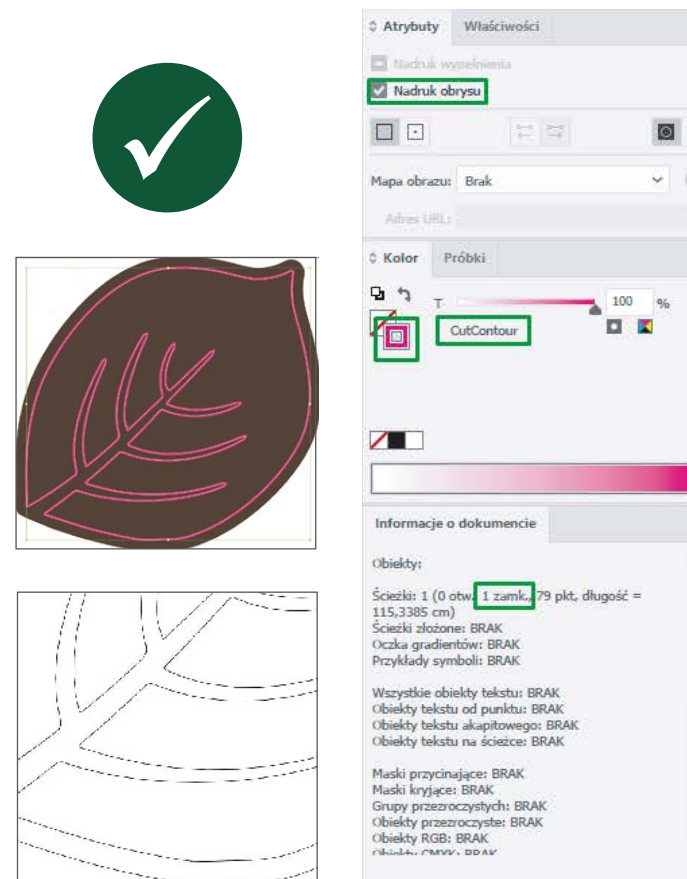 Atrybuty Właściwości
Nadruk wypełnienia
Nadruk obrysu
Mapa obrazu: Brak
Adres URL:
Kolor Próbki
T 100 %
CutContour
Informacje o dokumencie
Obiekty:
Ścieżki: 1 (0 otw., 1 zamk., 79 pkt, długość =
115,3385 cm)
Ścieżki złożone: BRAK
Oczka gradientów: BRAK
Przykłady symboli: BRAK
Wszystkie obiekty tekstu: BRAK
Obiekty tekstu od punktu: BRAK
Obiekty tekstu akapitowego: BRAK
Obiekty tekstu na ścieżce: BRAK
Maski przycinające: BRAK
Maski kryjące: BRAK
Grupy przezroczystych: BRAK
Obiekty przezroczyste: BRAK
Obiekty RGB: BRAK
Obiekty CMYK: BRAK